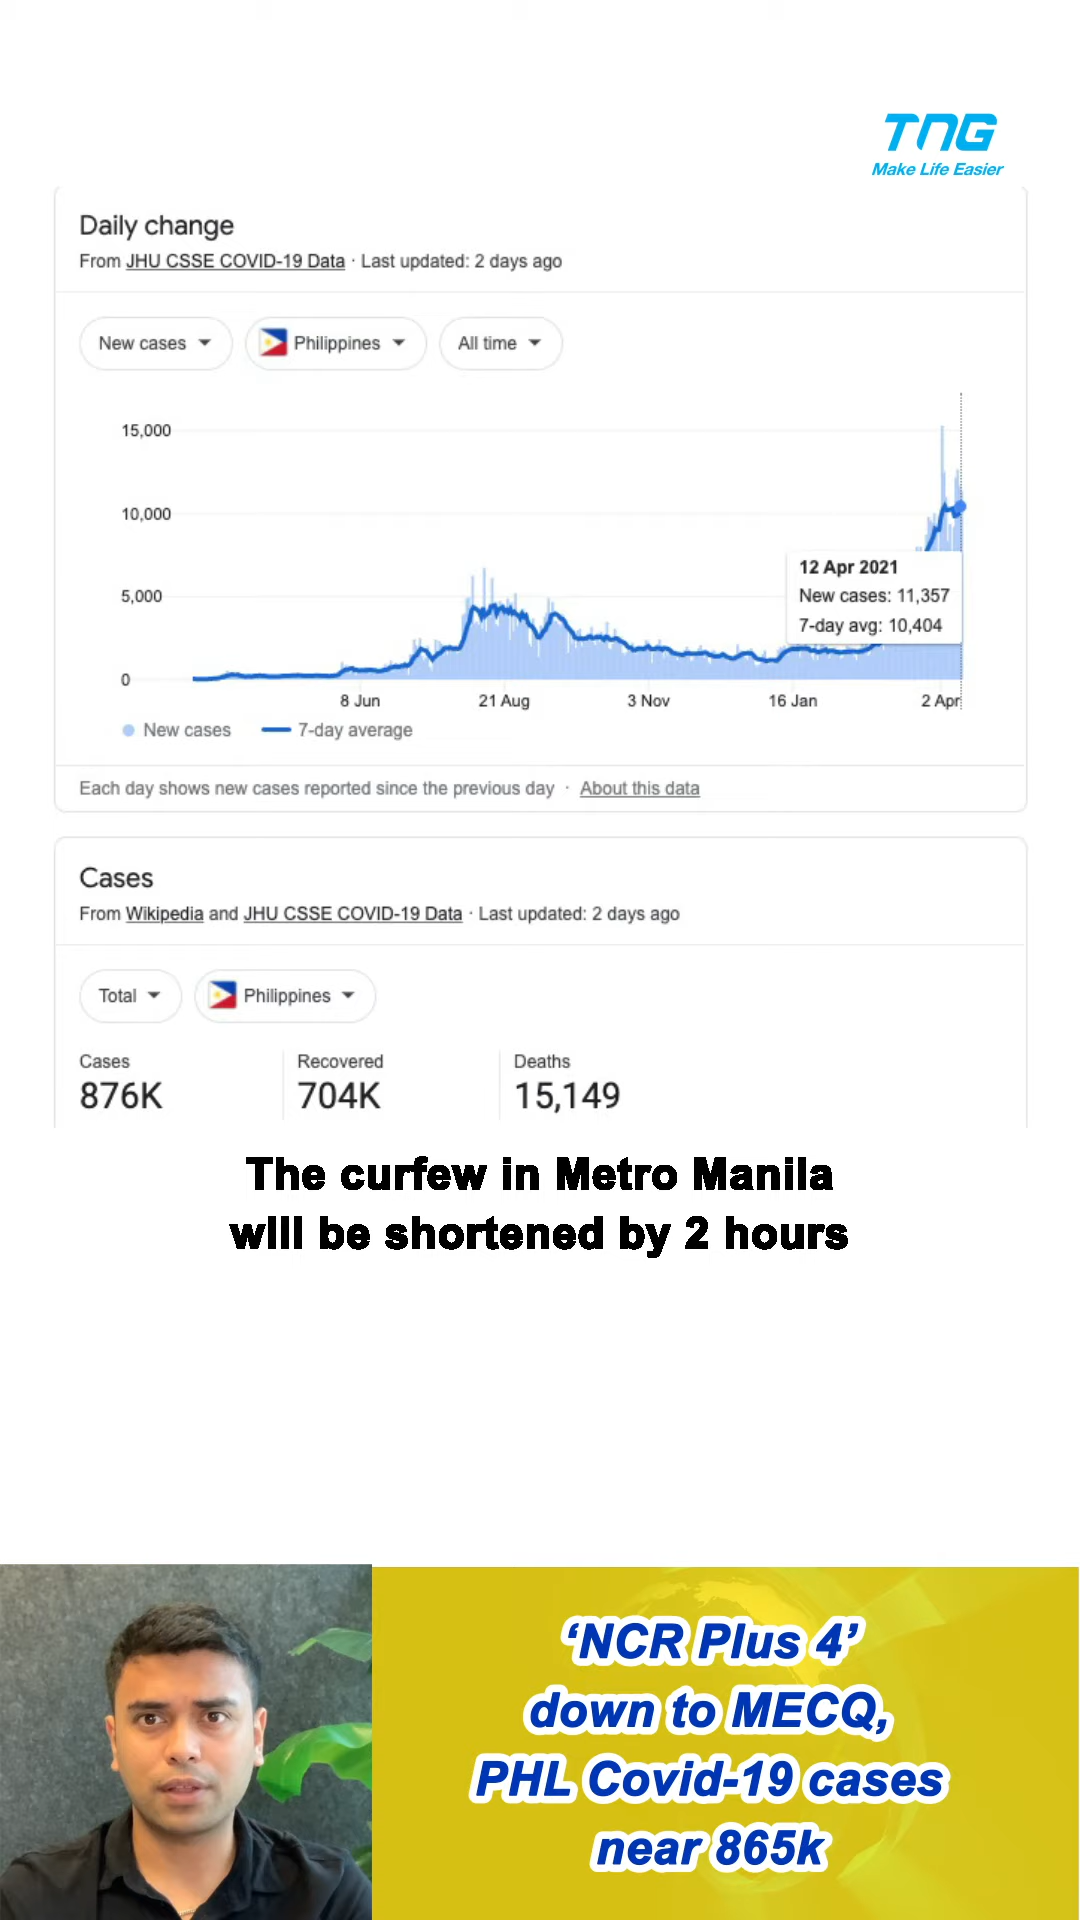 TNG
Make Life Easier
Daily change
From JHU CSSE COVID-19 Data · Last updated: 2 days ago
New cases
Philippines
All time
15,000
10,000
5,000
0
12 Apr 2021
New cases: 11,357
7-day avg: 10,404
8 Jun
21 Aug
3 Nov
16 Jan
2 Apr
New cases
7-day average
Each day shows new cases reported since the previous day · About this data
Cases
From Wikipedia and JHU CSSE COVID-19 Data · Last updated: 2 days ago
Total
Philippines
Cases
Recovered
Deaths
876K
704K
15,149
The curfew in Metro Manila
will be shortened by 2 hours
‘NCR Plus 4’
down to MECQ,
PHL Covid-19 cases
near 865k